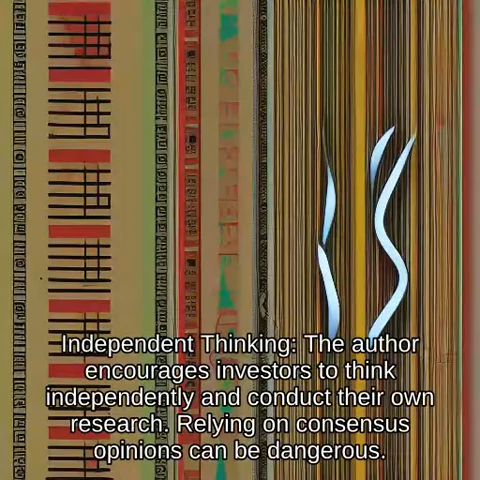 Independent Thinking: The author
encourages investors to think
independently and conduct their own
research. Relying on consensus
opinions can be dangerous.